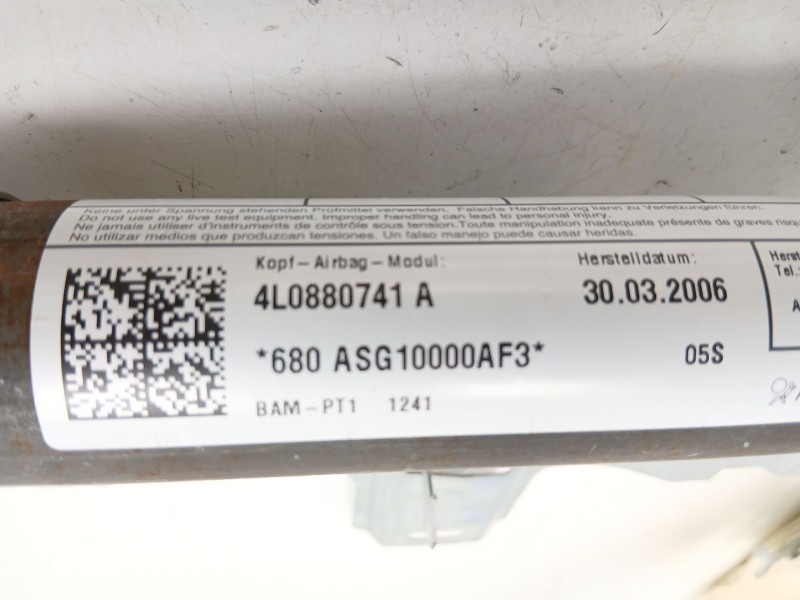 Keine unter Spannung stehenden Prüfmittel verwenden. Falsche Handhabung kann zu Verletzungen führen.
Do not use any live test equipment. Improper handling can lead to personal injury.
Ne jamais utiliser d'instruments de contrôle sous tension.Toute manipulation inadequate présente de graves risqu
No utilizar medios que produzcan tensiones. Un falso manejo puede causar heridas.
Kopf-Airbag-Modul:
Herstelldatum:
Herst
4L0880741 A
30.03.2006
Tel.:
A
*680 ASG10000AF3*
05S
BAM-PT1 1241